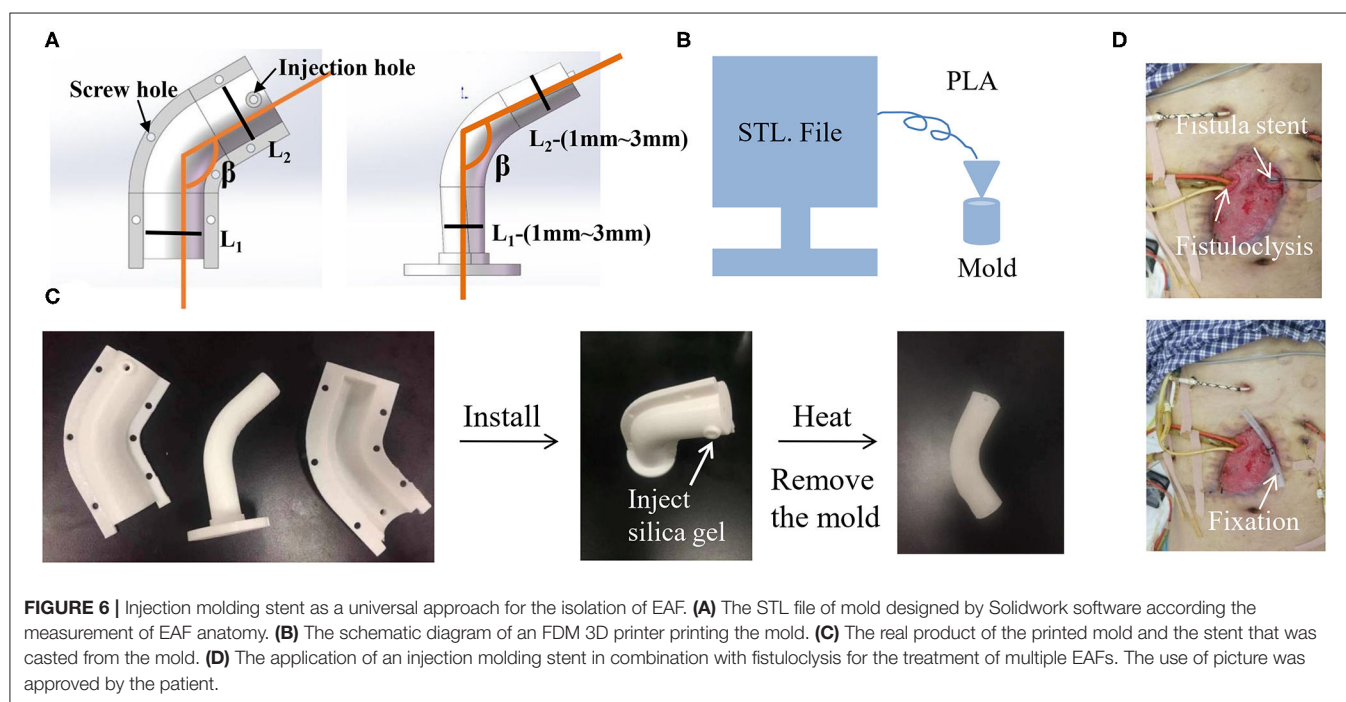 A
Screw hole
Injection hole
L2
β
L1
L2-(1mm~3mm)
β
L1-(1mm~3mm)
B
STL. File
PLA
Mold
C
Install
Inject
silica gel
Heat
Remove
the mold
D
Fistula stent
Fistuloclysis
Fixation
FIGURE 6 | Injection molding stent as a universal approach for the isolation of EAF. (A) The STL file of mold designed by Solidwork software according the
measurement of EAF anatomy. (B) The schematic diagram of an FDM 3D printer printing the mold. (C) The real product of the printed mold and the stent that was
casted from the mold. (D) The application of an injection molding stent in combination with fistuloclysis for the treatment of multiple EAFs. The use of picture was
approved by the patient.